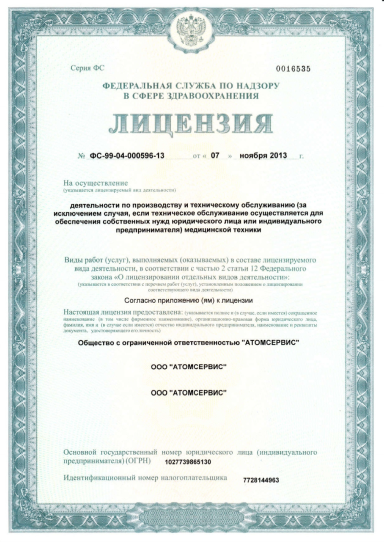 Серия ФС 0016535
ФЕДЕРАЛЬНАЯ СЛУЖБА ПО НАДЗОРУ
В СФЕРЕ ЗДРАВООХРАНЕНИЯ
ЛИЦЕНЗИЯ
№ ФС-99-04-000596-13 от « 07 » ноября 2013 г.
На осуществление
(указывается лицензируемый вид деятельности)
деятельности по производству и техническому обслуживанию (за
исключением случая, если техническое обслуживание осуществляется для
обеспечения собственных нужд юридического лица или индивидуального
предпринимателя) медицинской техники
Виды работ (услуг), выполняемых (оказываемых) в составе лицензируемого
вида деятельности, в соответствии с частью 2 статьи 12 Федерального
закона «О лицензировании отдельных видов деятельности»:
(указываются в соответствии с перечнем работ (услуг), установленным положением о лицензировании
соответствующего вида деятельности)
Согласно приложению (ям) к лицензии
Настоящая лицензия предоставлена: (указывается полное и (в случае, если имеется) сокращённое
наименование (в том числе фирменное наименование), организационно-правовая форма юридического лица,
фамилия, имя и (в случае если имеется) отчество индивидуального предпринимателя, наименование и реквизиты
документа, удостоверяющего его личность)
Общество с ограниченной ответственностью "АТОМСЕРВИС"
ООО "АТОМСЕРВИС"
ООО "АТОМСЕРВИС"
Основной государственный номер юридического лица (индивидуального
предпринимателя) (ОГРН) 1027739865130
Идентификационный номер налогоплательщика 7728144963